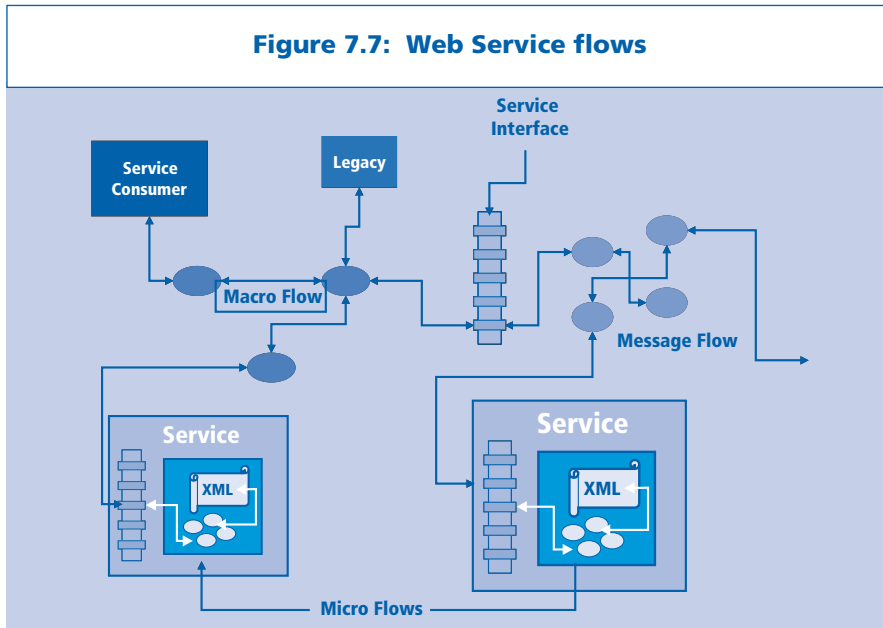 Figure 7.7: Web Service flows
Service
Interface
Service
Consumer
Legacy
Macro Flow
Message Flow
Service
XML
Service
XML
Micro Flows